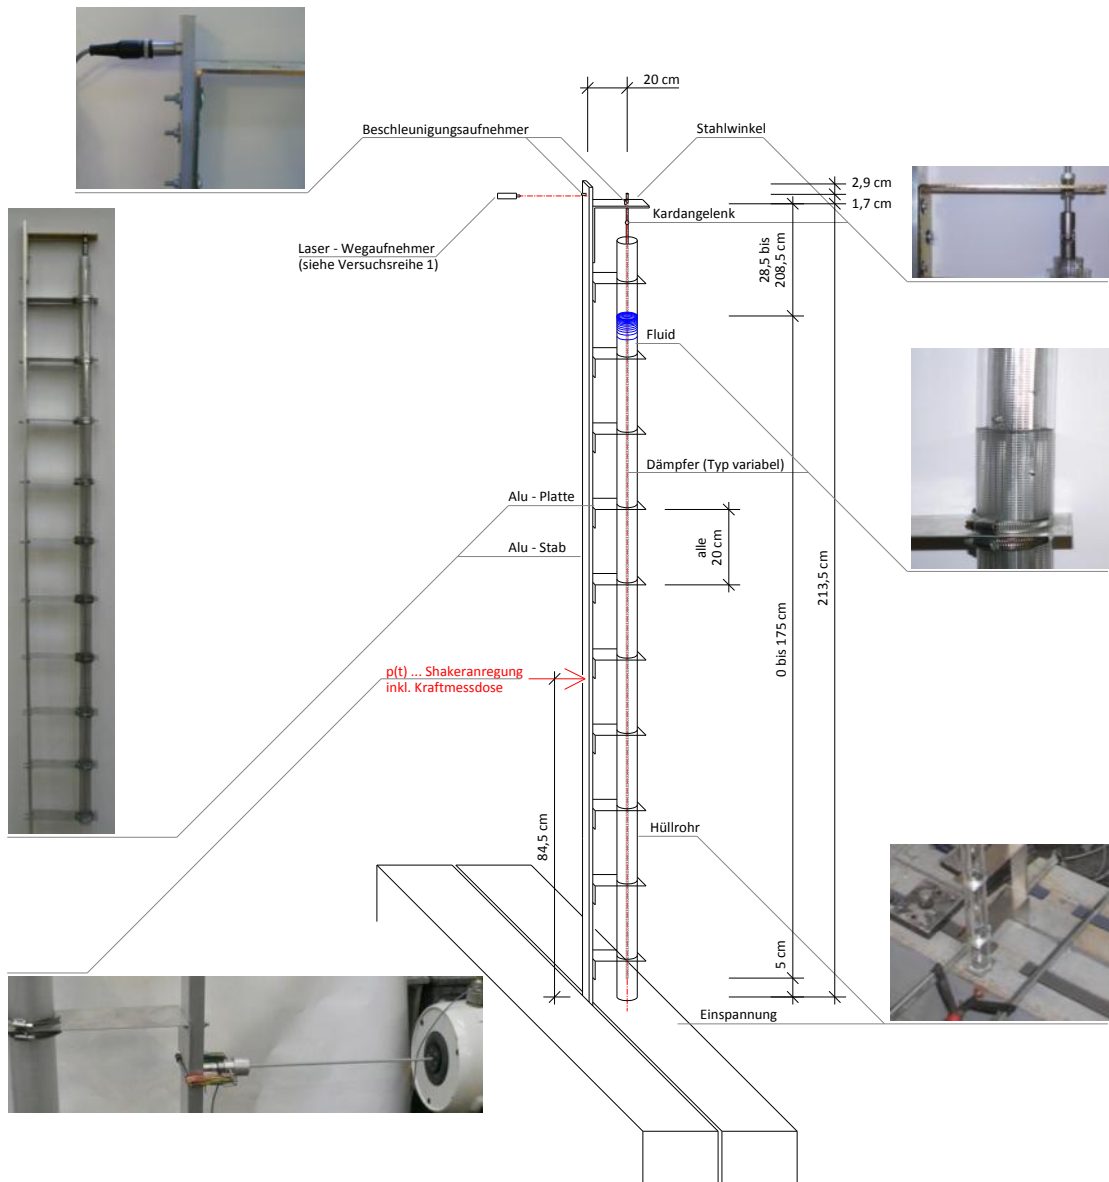 20 cm
Beschleunigungsaufnehmer
Stahlwinkel
2,9 cm
1,7 cm
Kardangelenk
Laser - Wegaufnehmer
(siehe Versuchsreihe 1)
28,5 bis
208,5 cm
Fluid
Dämpfer (Typ variabel)
Alu - Platte
alle
20 cm
Alu - Stab
213,5 cm
0 bis 175 cm
p(t) ... Shakeranregung
inkl. Kraftmessdose
84,5 cm
Hüllrohr
5 cm
Einspannung